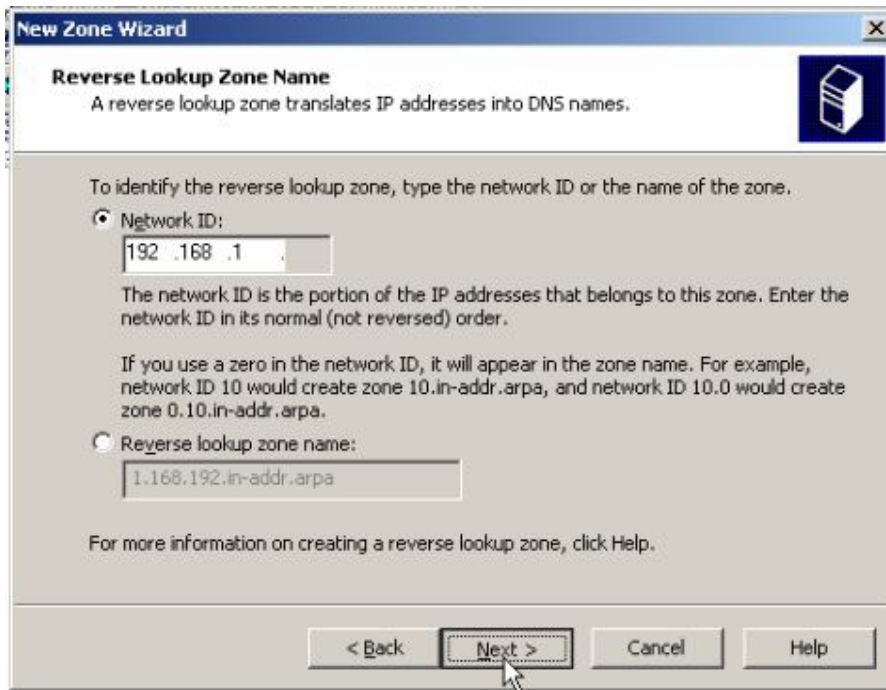 New Zone Wizard
Reverse Lookup Zone Name
A reverse lookup zone translates IP addresses into DNS names.
To identify the reverse lookup zone, type the network ID or the name of the zone.
Network ID:
192 .168 .1 .
The network ID is the portion of the IP addresses that belongs to this zone. Enter the
network ID in its normal (not reversed) order.
If you use a zero in the network ID, it will appear in the zone name. For example,
network ID 10 would create zone 10.in-addr.arpa, and network ID 10.0 would create
zone 0.10.in-addr.arpa.
Reverse lookup zone name:
1.168.192.in-addr.arpa
For more information on creating a reverse lookup zone, click Help.
< Back
Next >
Cancel
Help